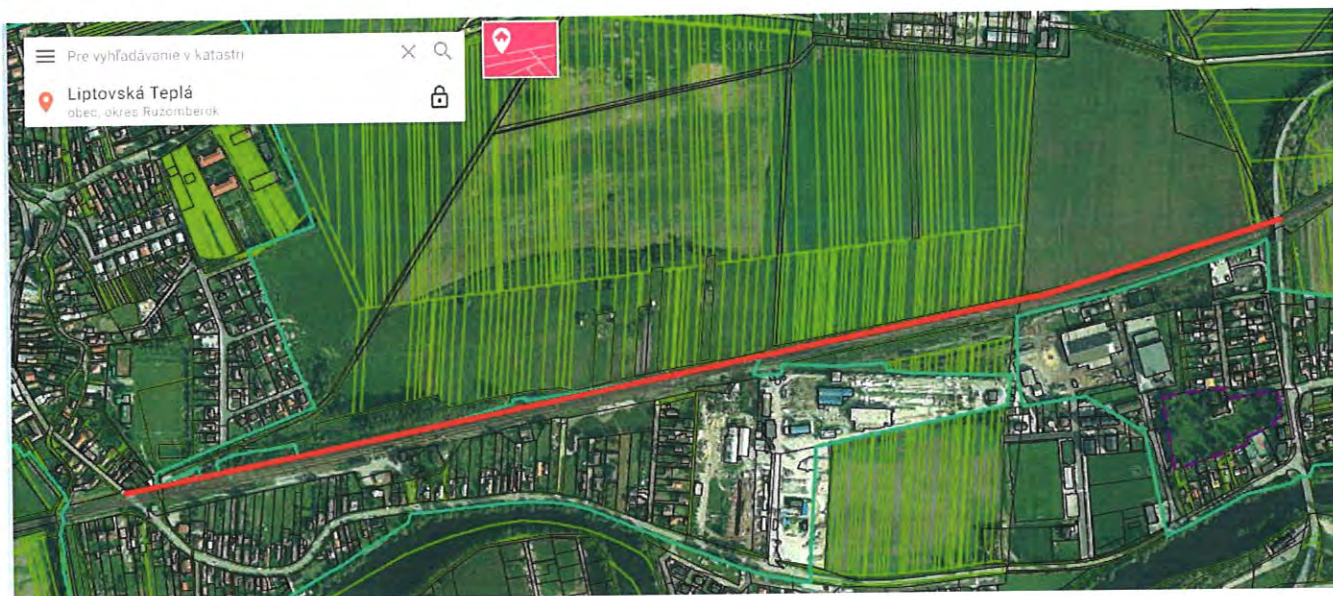 Pre vyhľadávanie v katastri
Liptovská Teplá
obec, okres Ružomberok